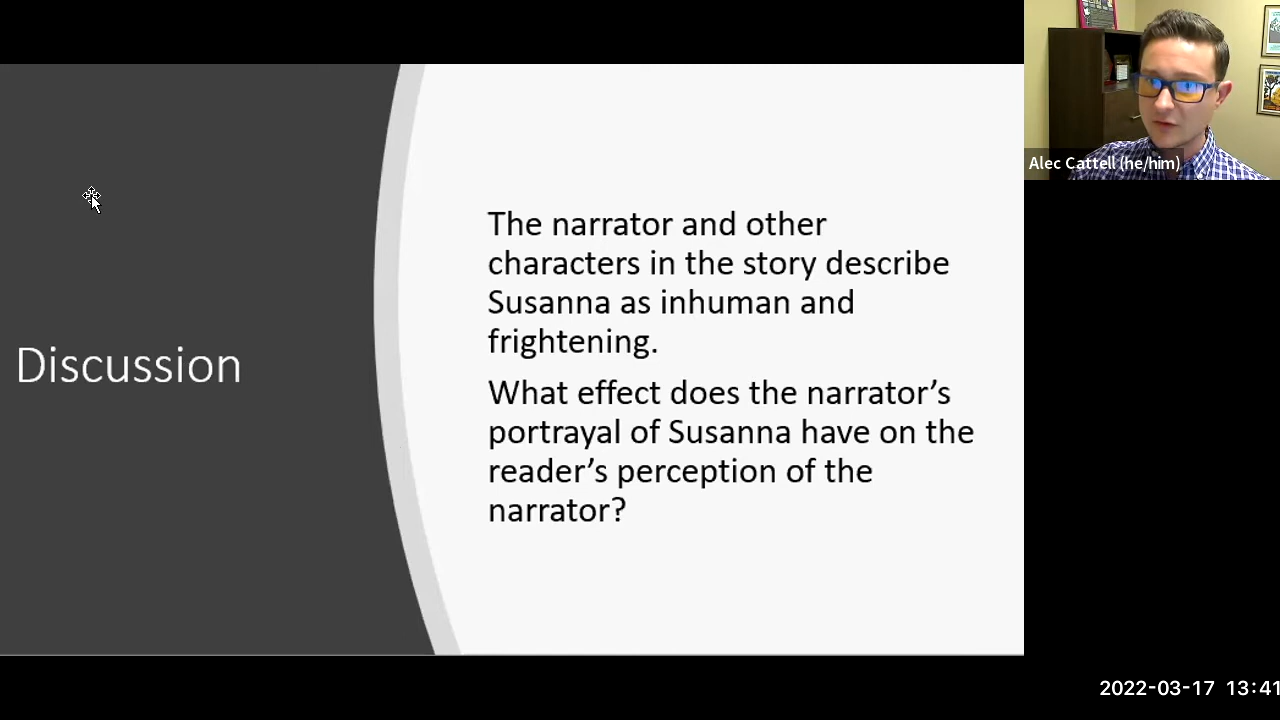 Discussion
The narrator and other
characters in the story describe
Susanna as inhuman and
frightening.
What effect does the narrator’s
portrayal of Susanna have on the
reader’s perception of the
narrator?
Alec Cattell (he/him)
2022-03-17 13:41